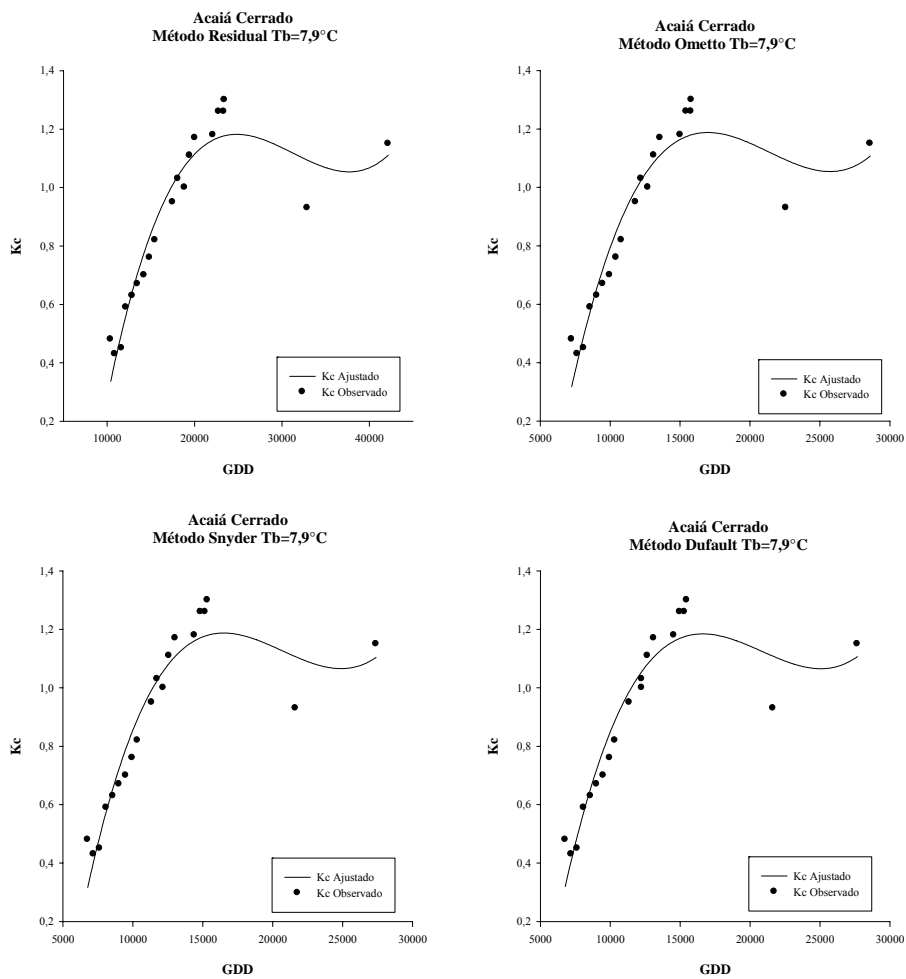 Acaiá Cerrado
Método Residual Tb=7,9°C
1,4
1,2
1,0
0,8
0,6
0,4
0,2
Kc
10000 20000 30000 40000
GDD
Kc Ajustado
Kc Observado
Acaiá Cerrado
Método Ometto Tb=7,9°C
1,4
1,2
1,0
0,8
0,6
0,4
0,2
Kc
5000 10000 15000 20000 25000 30000
GDD
Kc Ajustado
Kc Observado
Acaiá Cerrado
Método Snyder Tb=7,9°C
1,4
1,2
1,0
0,8
0,6
0,4
0,2
Kc
5000 10000 15000 20000 25000 30000
GDD
Kc Ajustado
Kc Observado
Acaiá Cerrado
Método Dufault Tb=7,9°C
1,4
1,2
1,0
0,8
0,6
0,4
0,2
Kc
5000 10000 15000 20000 25000 30000
GDD
Kc Ajustado
Kc Observado